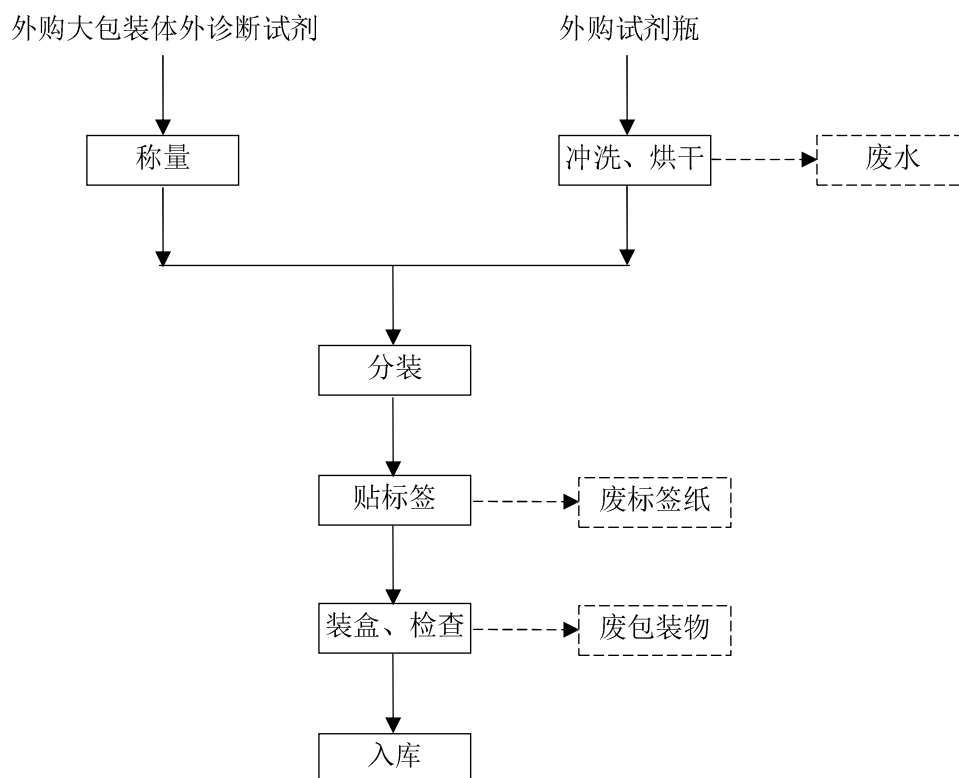 外购大包装体外诊断试剂
外购试剂瓶
称量
冲洗、烘干
废水
分装
贴标签
废标签纸
装盒、检查
废包装物
入库